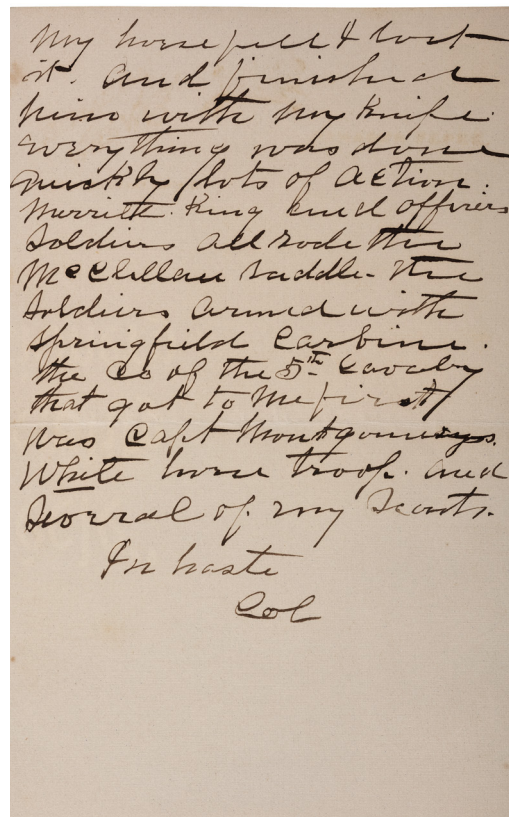 My horse fell & lost
it. and finished
him with my Knife
everything was done
quickly / lots of action.
Merritt. King and officers
soldiers all rode the
McClellan saddle - the
soldiers armed with
Springfield Carbine.
the Co of the 5th Cavalry
that got to me first /
was Capt Montgomerys.
White horse troop. and
several of my scouts.
In haste
Col